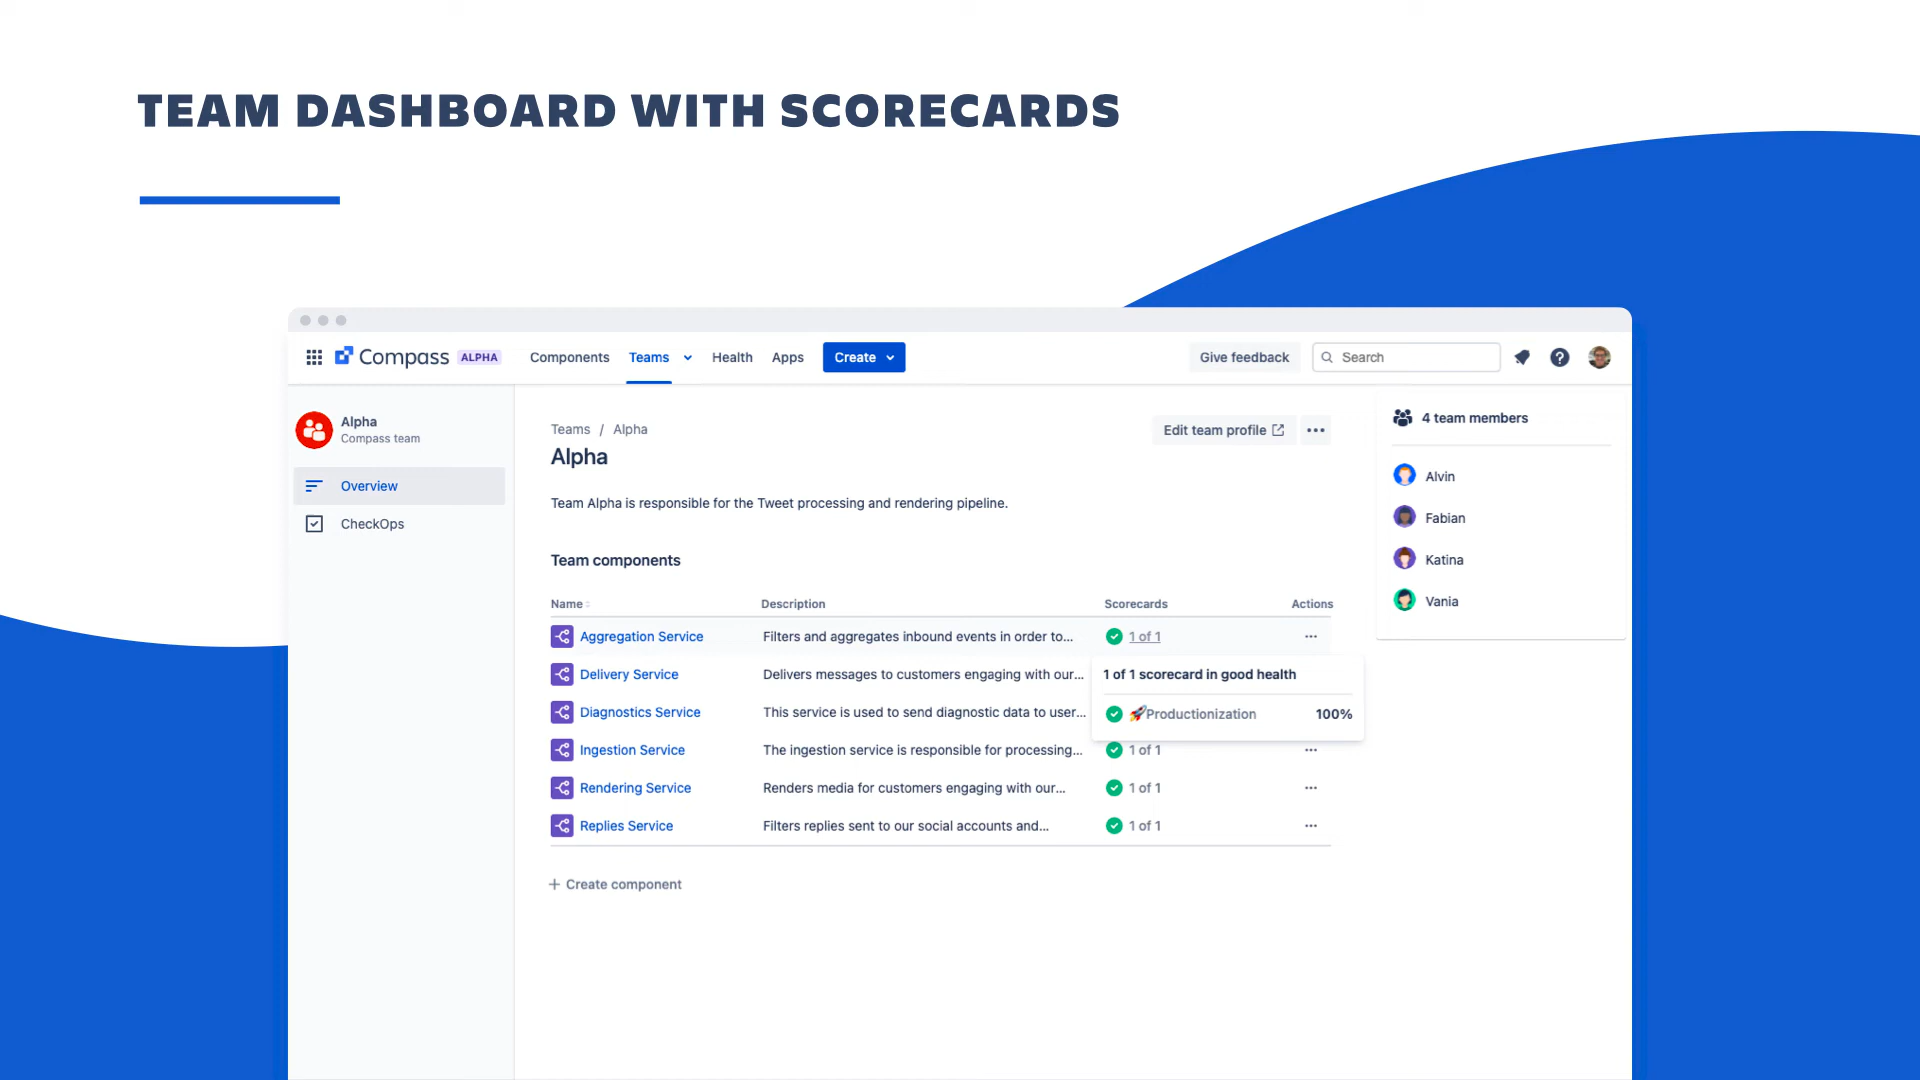 TEAM DASHBOARD WITH SCORECARDS
Compass ALPHA Components Teams Health Apps Create Give feedback Search
Alpha
Compass team
Overview
CheckOps
Teams / Alpha
Edit team profile
Alpha
Team Alpha is responsible for the Tweet processing and rendering pipeline.
Team components
Name Description Scorecards Actions
Aggregation Service Filters and aggregates inbound events in order to... 1 of 1
Delivery Service Delivers messages to customers engaging with our...
Diagnostics Service This service is used to send diagnostic data to user...
Ingestion Service The ingestion service is responsible for processing... 1 of 1
Rendering Service Renders media for customers engaging with our... 1 of 1
Replies Service Filters replies sent to our social accounts and... 1 of 1
1 of 1 scorecard in good health
🚀Productionization 100%
+ Create component
4 team members
Alvin
Fabian
Katina
Vania